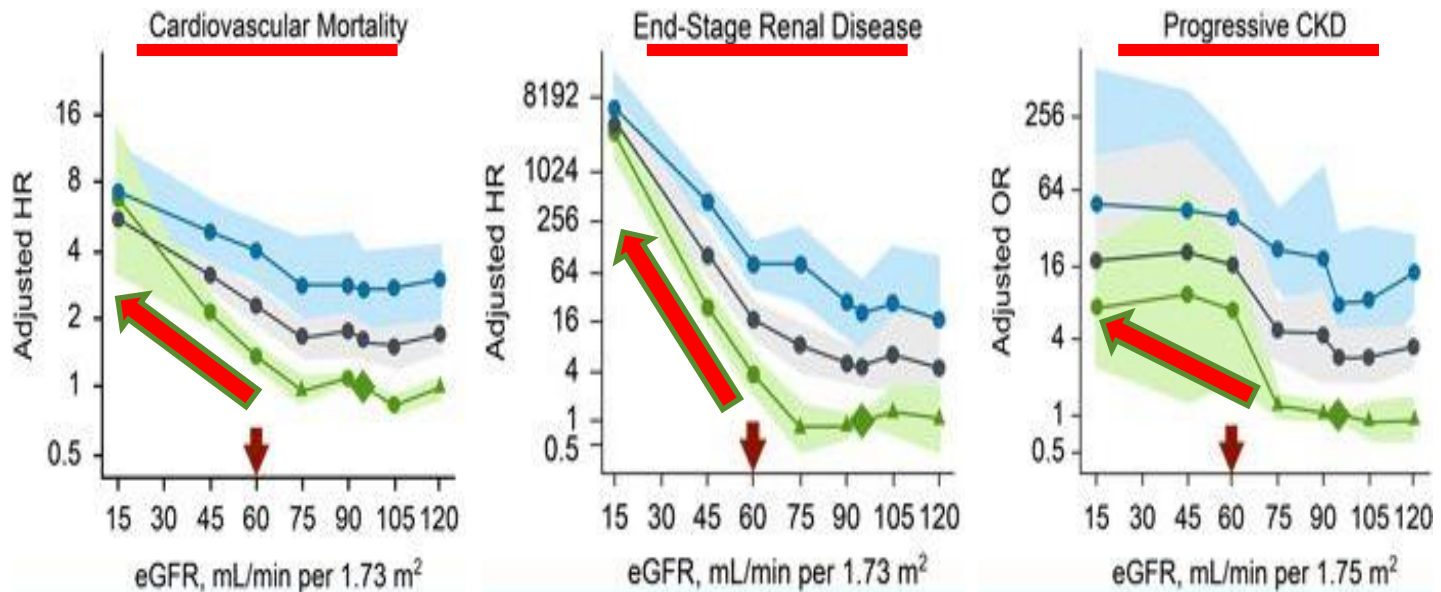 Cardiovascular Mortality
Adjusted HR
16
8
4
2
1
0.5
15 30 45 60 75 90 105 120
eGFR, mL/min per 1.73 m²
End-Stage Renal Disease
Adjusted HR
8192
1024
256
64
16
4
1
0.5
15 30 45 60 75 90 105 120
eGFR, mL/min per 1.73 m²
Progressive CKD
Adjusted OR
256
64
16
4
1
0.5
15 30 45 60 75 90 105 120
eGFR, mL/min per 1.75 m²